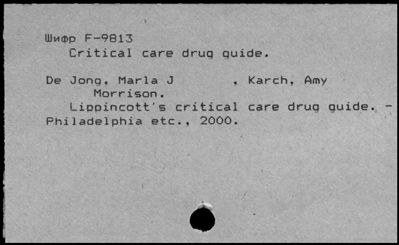 Шифр F-9813
Critical care drug guide.
De Jong, Marla J , Karch, Amy
Morrison.
Lippincott's critical care drug guide. -
Philadelphia etc., 2000.